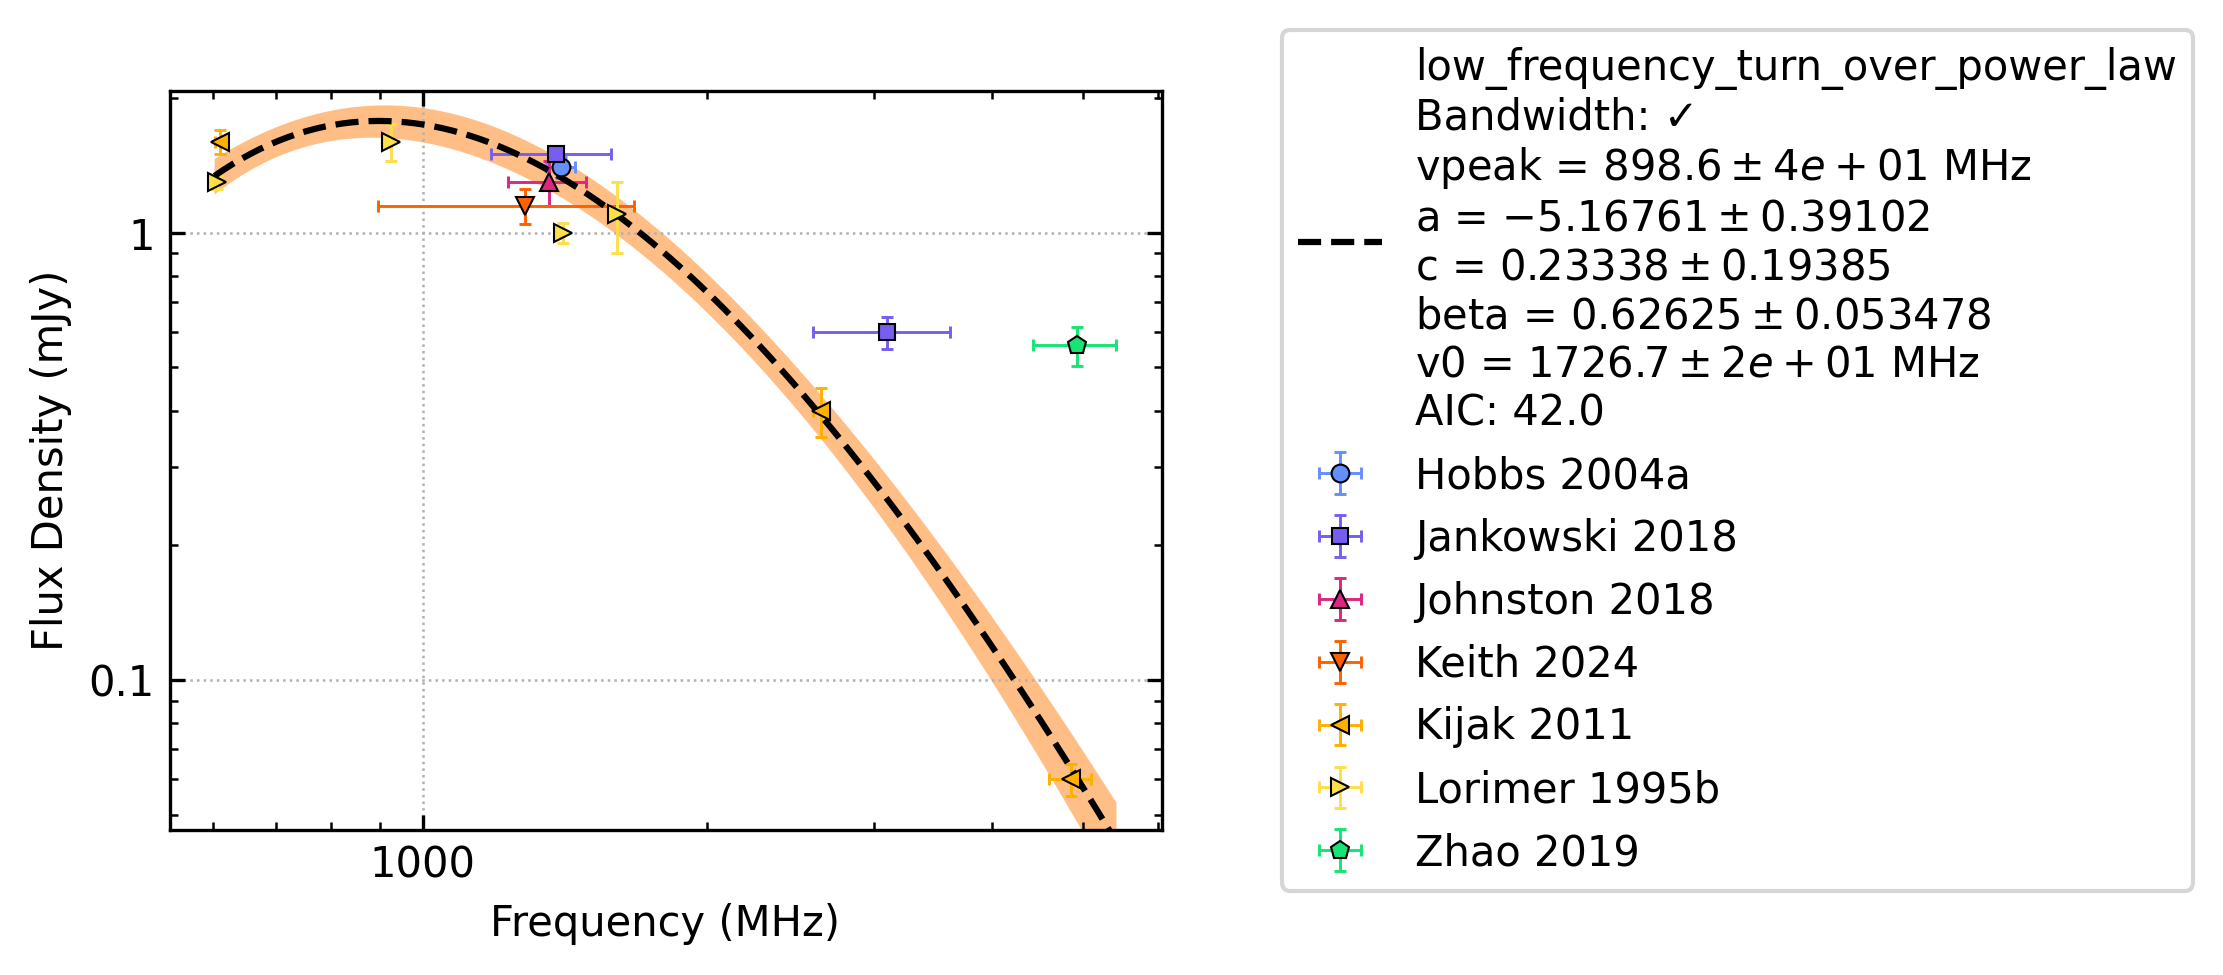 1
0.1
1000
Flux Density (mJy)
Frequency (MHz)
low_frequency_turn_over_power_law
Bandwidth: ✓
vpeak = 898.6 ± 4e + 01 MHz
a = −5.16761 ± 0.39102
c = 0.23338 ± 0.19385
beta = 0.62625 ± 0.053478
v0 = 1726.7 ± 2e + 01 MHz
AIC: 42.0
Hobbs 2004a
Jankowski 2018
Johnston 2018
Keith 2024
Kijak 2011
Lorimer 1995b
Zhao 2019